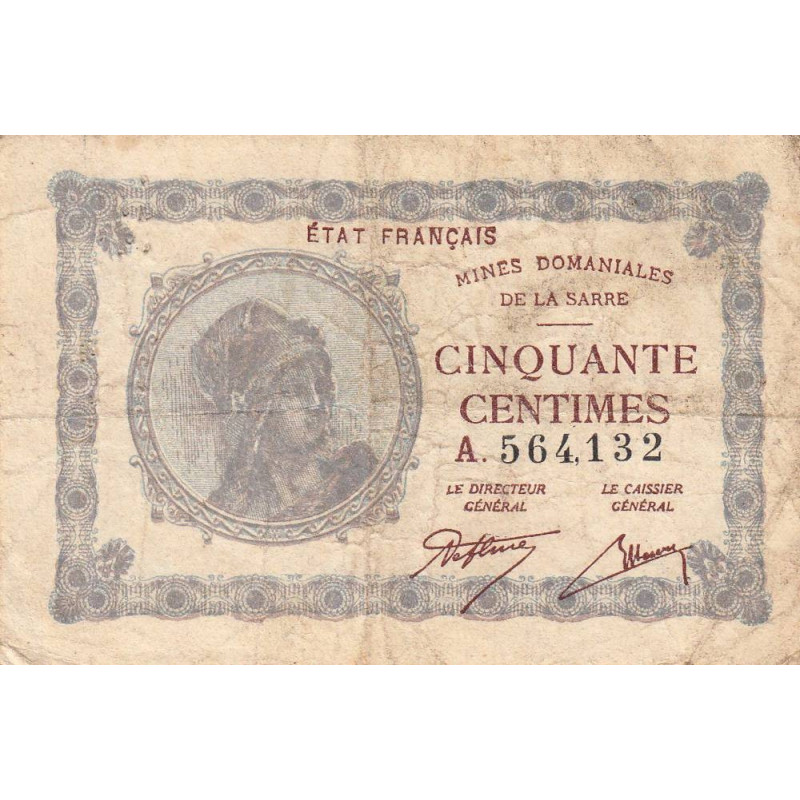 ÉTAT FRANÇAIS
MINES DOMANIALES
DE LA SARRE
CINQUANTE
CENTIMES
A. 564,132
LE DIRECTEUR GÉNÉRAL
LE CAISSIER GÉNÉRAL